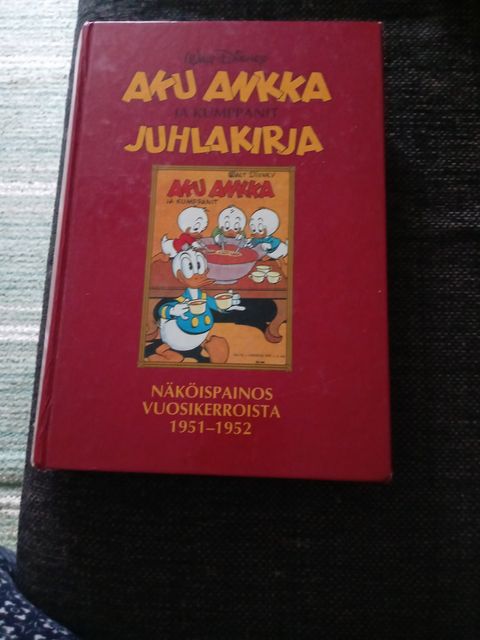 Walt Disney
AKU ANKKA
JA KUMPPANIT
JUHLAKIRJA
WALT DISNEY
AKU ANKKA
JA KUMPPANIT
NÄKÖISPAINOS
VUOSIKERROISTA
1951–1952